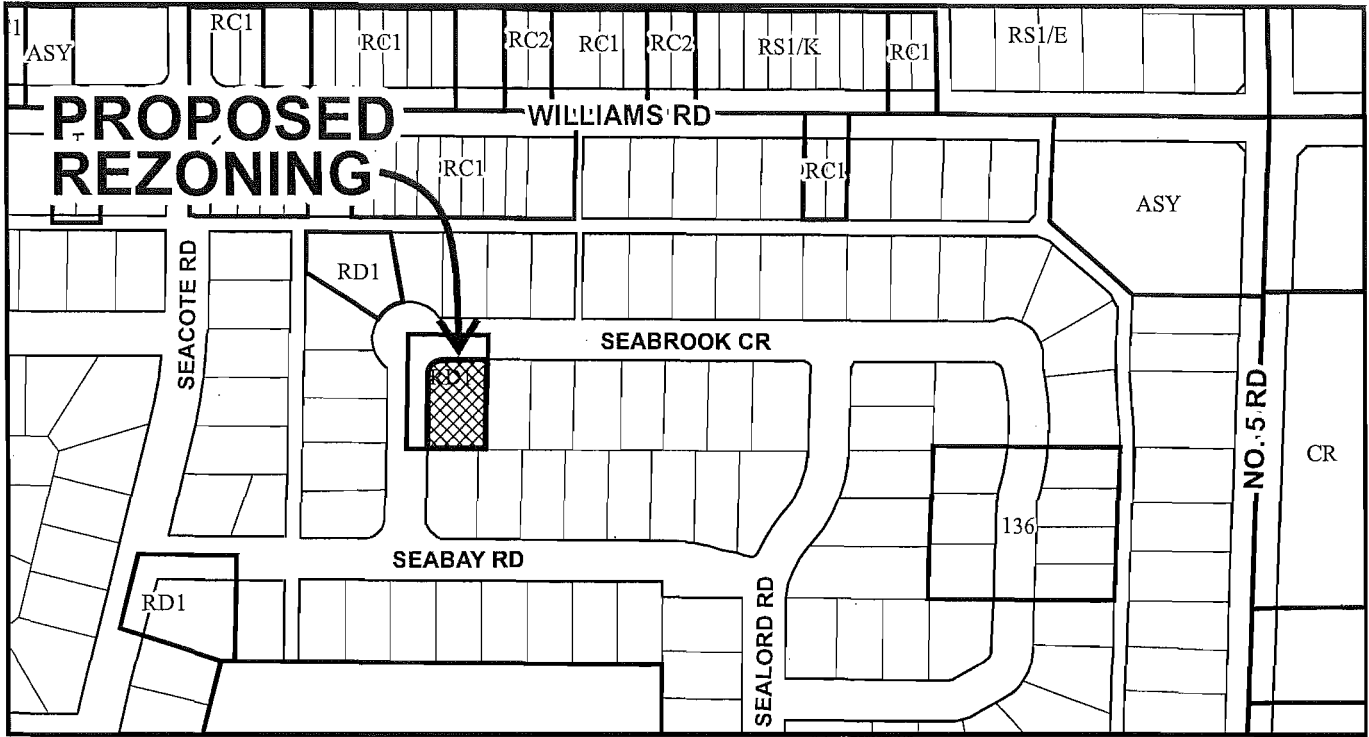 RC1
ASY
RC1
RC2
RC1
RC2
RS1/K
RC1
RS1/E
WILLIAMS RD
PROPOSED
REZONING
RC1
RC1
ASY
SEACOTE RD
RD1
SEABROOK CR
NO. 5 RD
CR
136
SEABAY RD
RD1
SEALORD RD